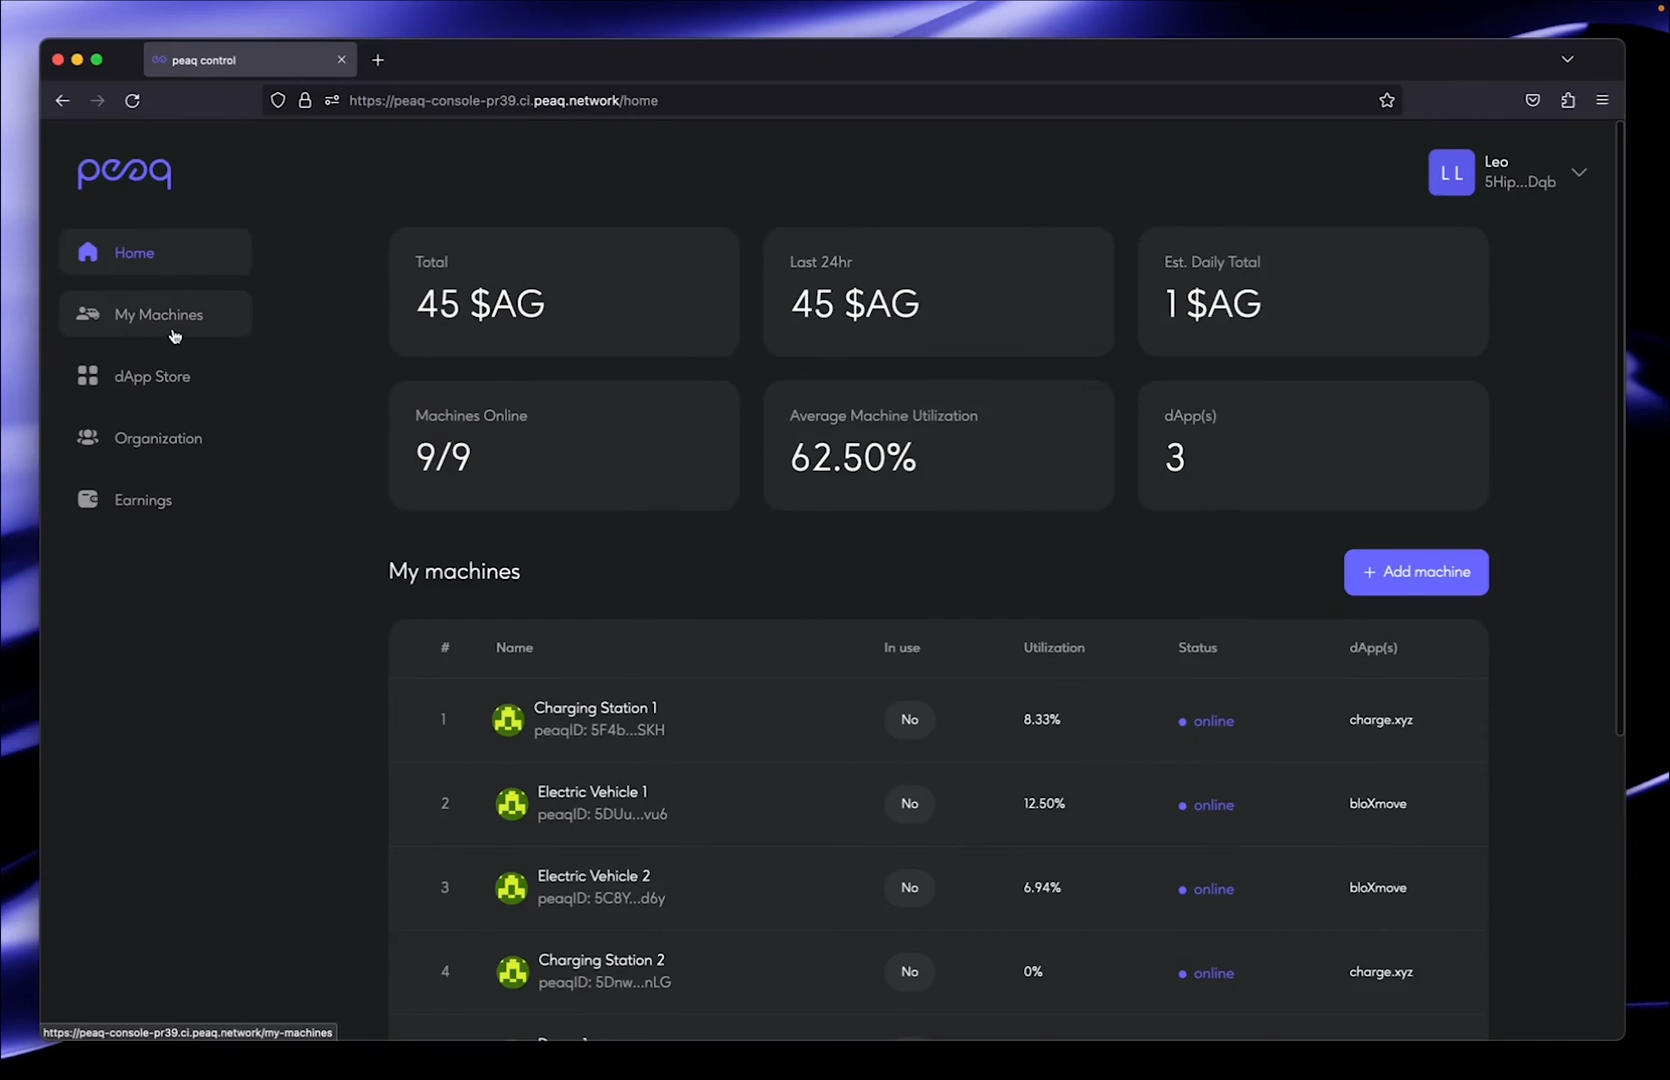 peaq control
https://peaq-console-pr39.ci.peaq.network/home
peaq
L L
Leo
5Hip...Dqb
Home
My Machines
dApp Store
Organization
Earnings
Total
45 $AG
Last 24hr
45 $AG
Est. Daily Total
1 $AG
Machines Online
9/9
Average Machine Utilization
62.50%
dApp(s)
3
My machines
+ Add machine
# Name In use Utilization Status dApp(s)
1 Charging Station 1 No 8.33% online charge.xyz
peaqID: 5F4b...SKH
2 Electric Vehicle 1 No 12.50% online bloXmove
peaqID: 5DUu...vu6
3 Electric Vehicle 2 No 6.94% online bloXmove
peaqID: 5C8Y...d6y
4 Charging Station 2 No 0% online charge.xyz
peaqID: 5Dnw...nLG
https://peaq-console-pr39.ci.peaq.network/my-machines